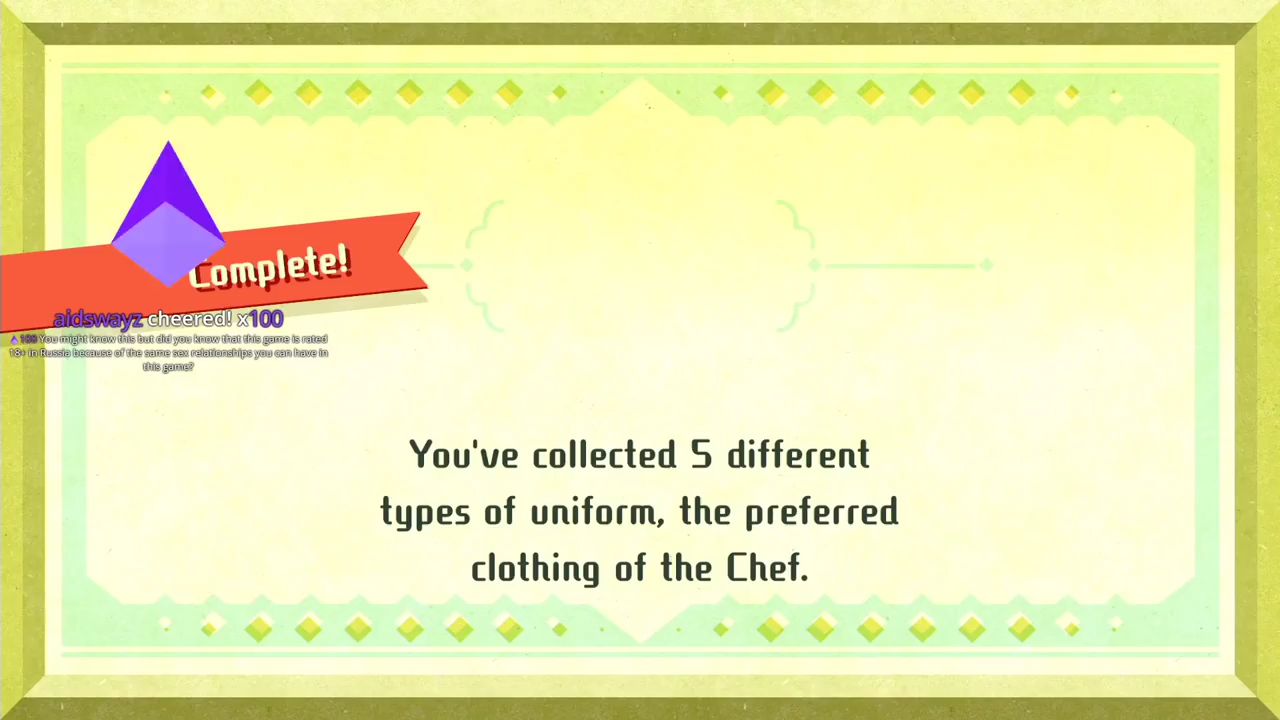 Complete!
aidswayz cheered! x100
100 You might know this but did you know that this game is rated
18+ in Russia because of the same sex relationships you can have in
this game?
You've collected 5 different
types of uniform, the preferred
clothing of the Chef.